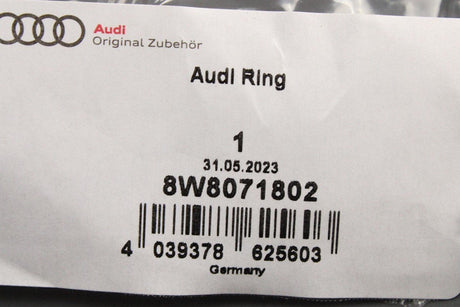 Audi
Original Zubehör
Audi Ring
1
31.05.2023
8W8071802
4 039378 625603
Germany